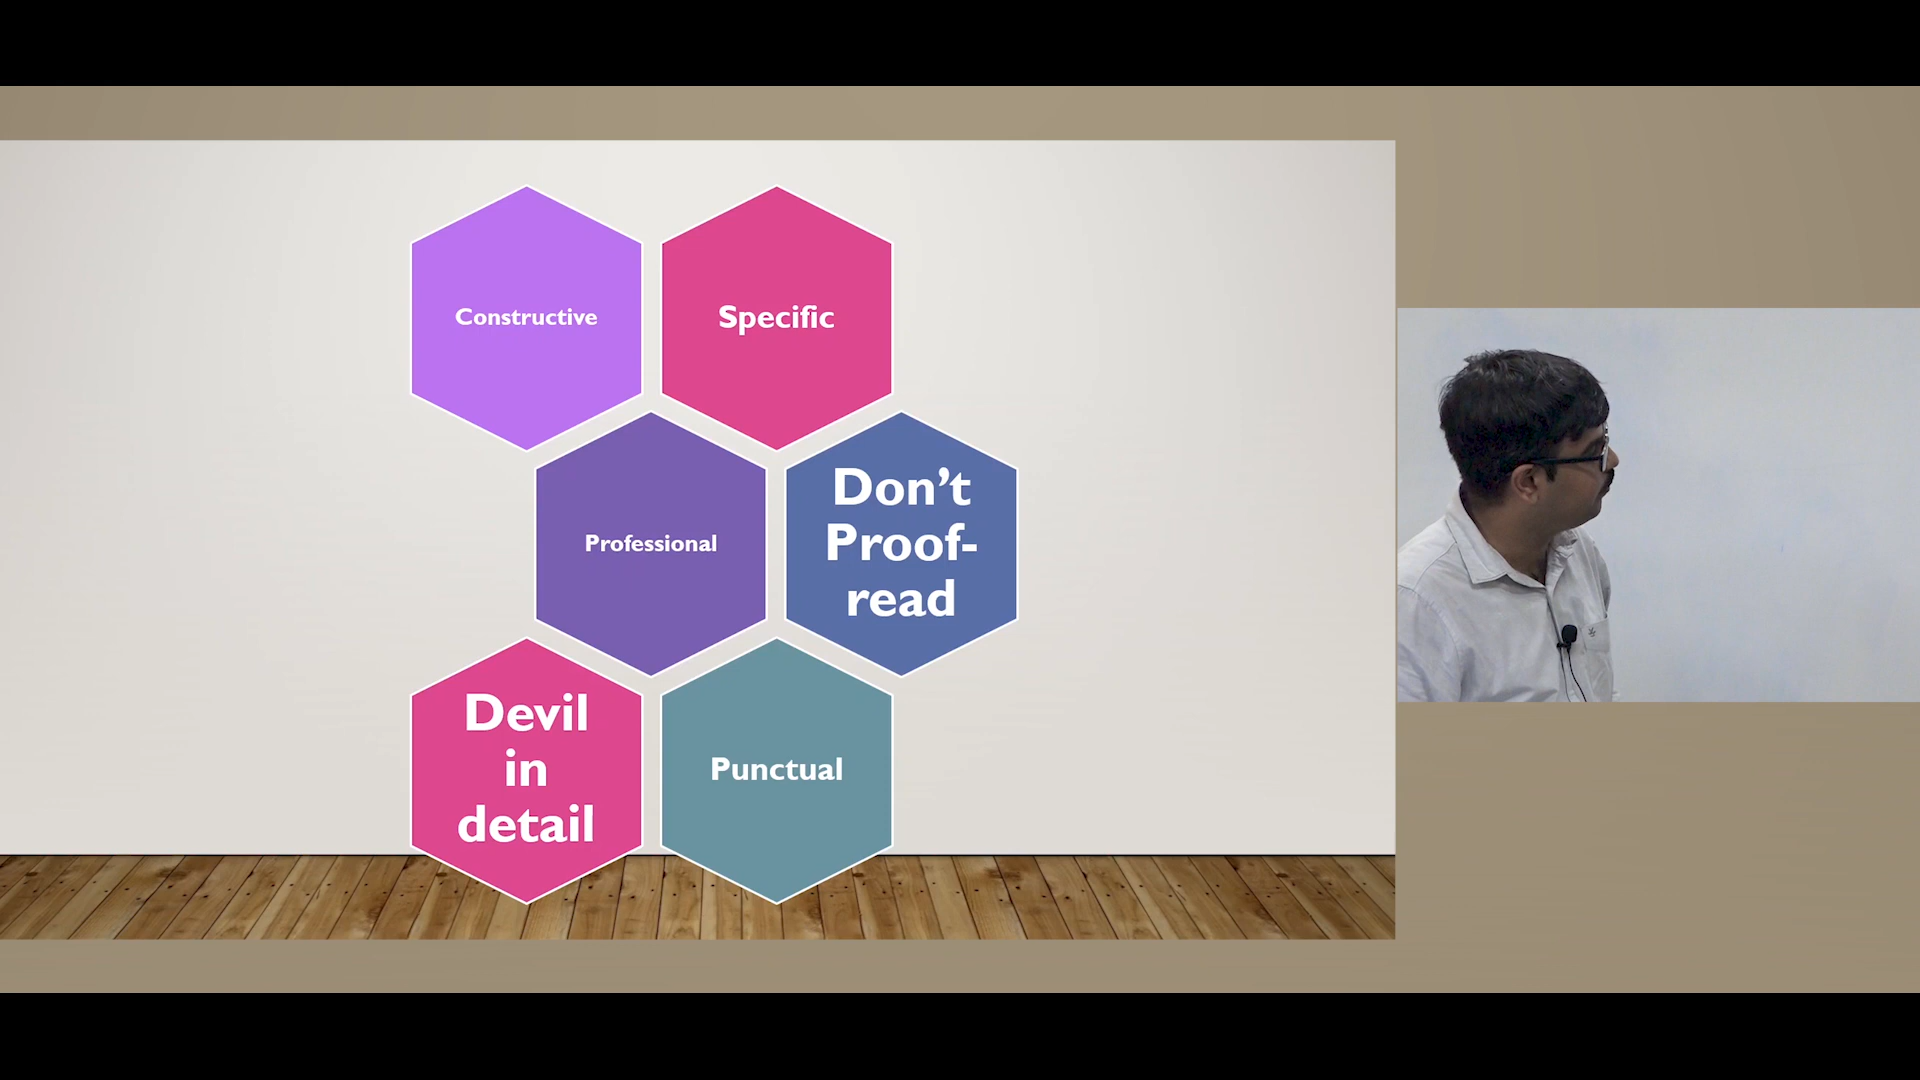 Constructive
Specific
Professional
Don’t
Proof-
read
Devil
in
detail
Punctual